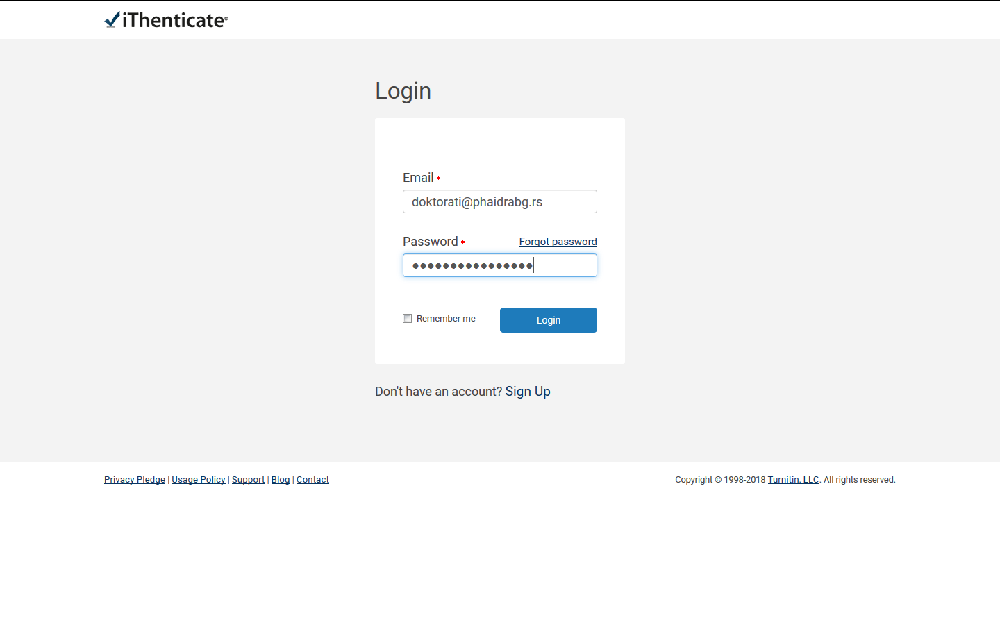 iThenticate®
Login
Email *
doktorati@phaidrabg.rs
Password * Forgot password
●●●●●●●●●●●●●●●●
Remember me Login
Don't have an account? Sign Up
Privacy Pledge | Usage Policy | Support | Blog | Contact Copyright © 1998-2018 Turnitin, LLC. All rights reserved.